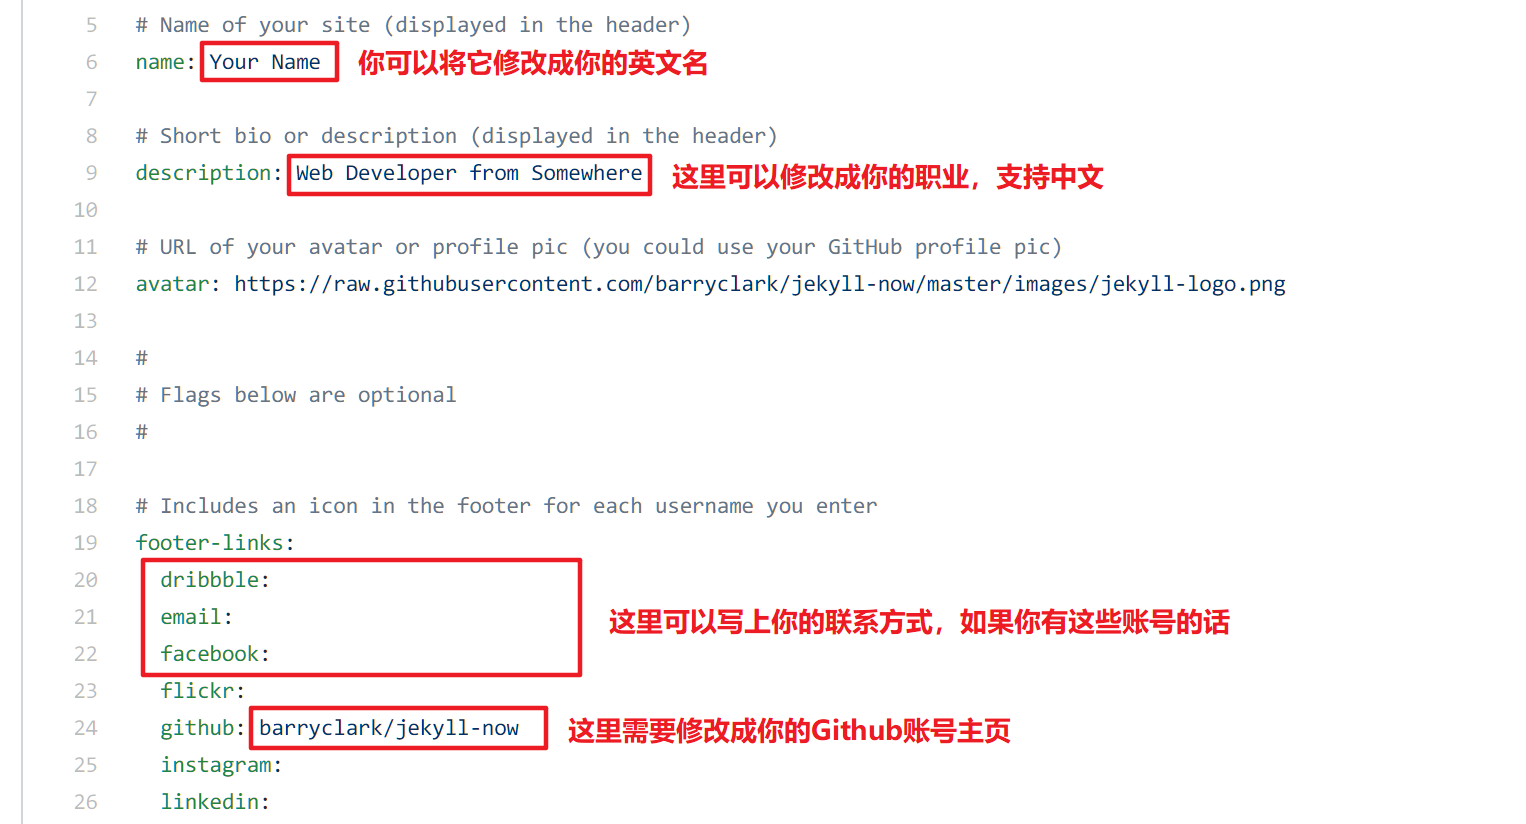 5 # Name of your site (displayed in the header)
6 name: Your Name 你可以将它修改成你的英文名
7
8 # Short bio or description (displayed in the header)
9 description: Web Developer from Somewhere 这里可以修改成你的职业，支持中文
10
11 # URL of your avatar or profile pic (you could use your GitHub profile pic)
12 avatar: https://raw.githubusercontent.com/barryclark/jekyll-now/master/images/jekyll-logo.png
13
14 #
15 # Flags below are optional
16 #
17
18 # Includes an icon in the footer for each username you enter
19 footer-links:
20 dribbble:
21 email: 这里可以写上你的联系方式，如果你有这些账号的话
22 facebook:
23 flickr:
24 github: barryclark/jekyll-now 这里需要修改成你的Github账号主页
25 instagram:
26 linkedin: